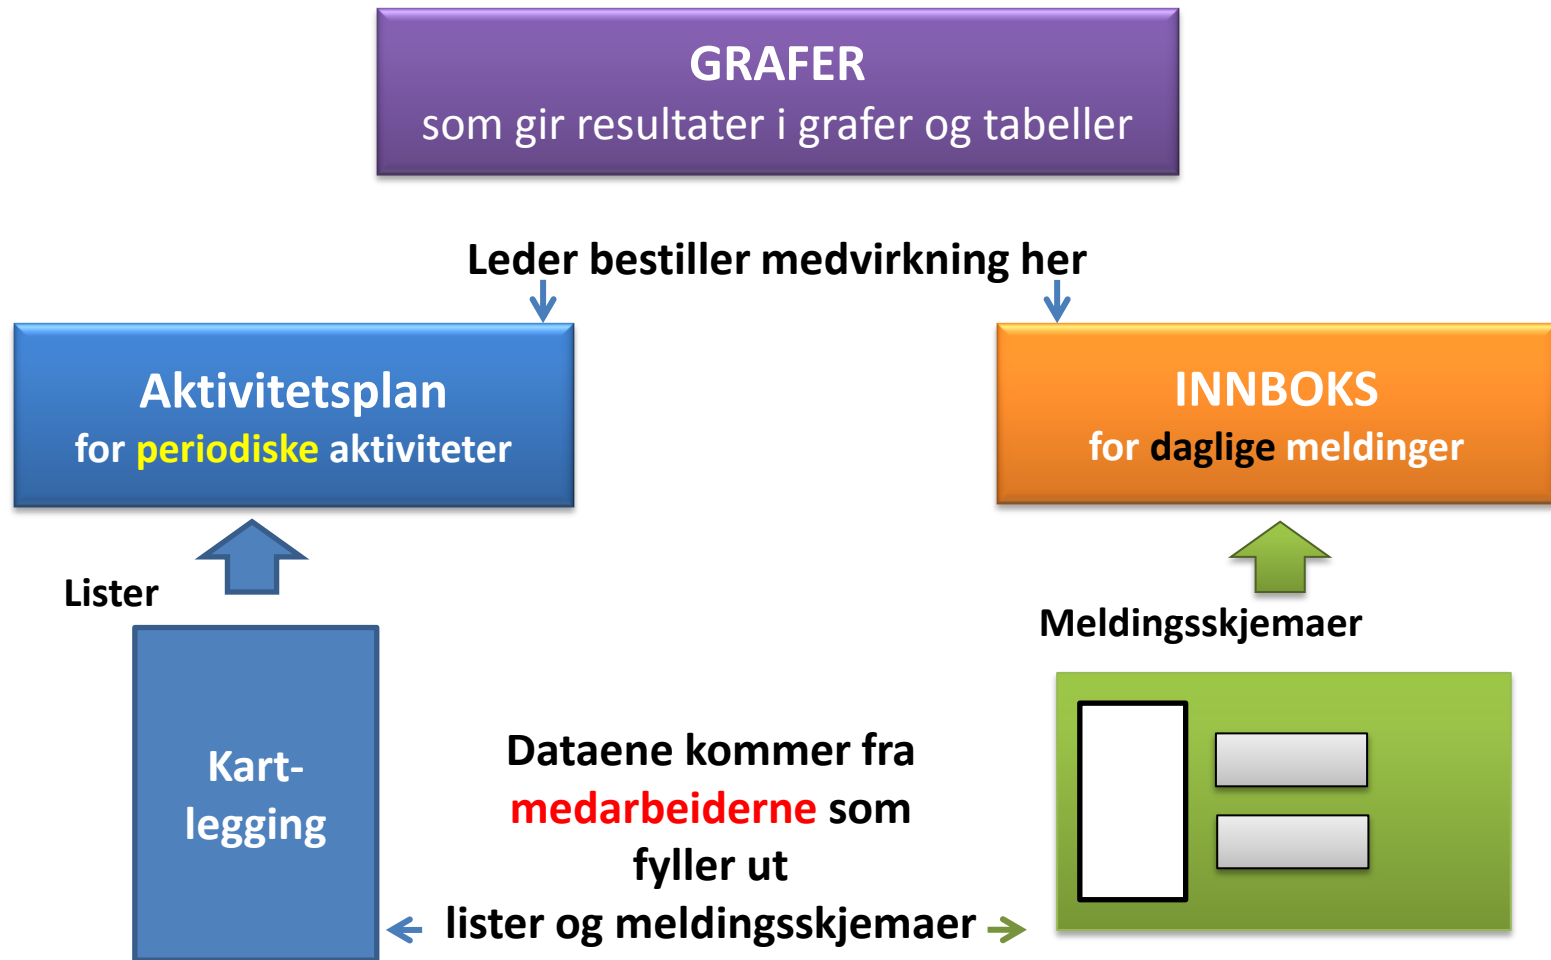 GRAFER
som gir resultater i grafer og tabeller
Leder bestiller medvirkning her
Aktivitetsplan
for periodiske aktiviteter
INNBOKS
for daglige meldinger
Lister
Meldingsskjemaer
Kart-
legging
Dataene kommer fra
medarbeiderne som
fyller ut
lister og meldingsskjemaer